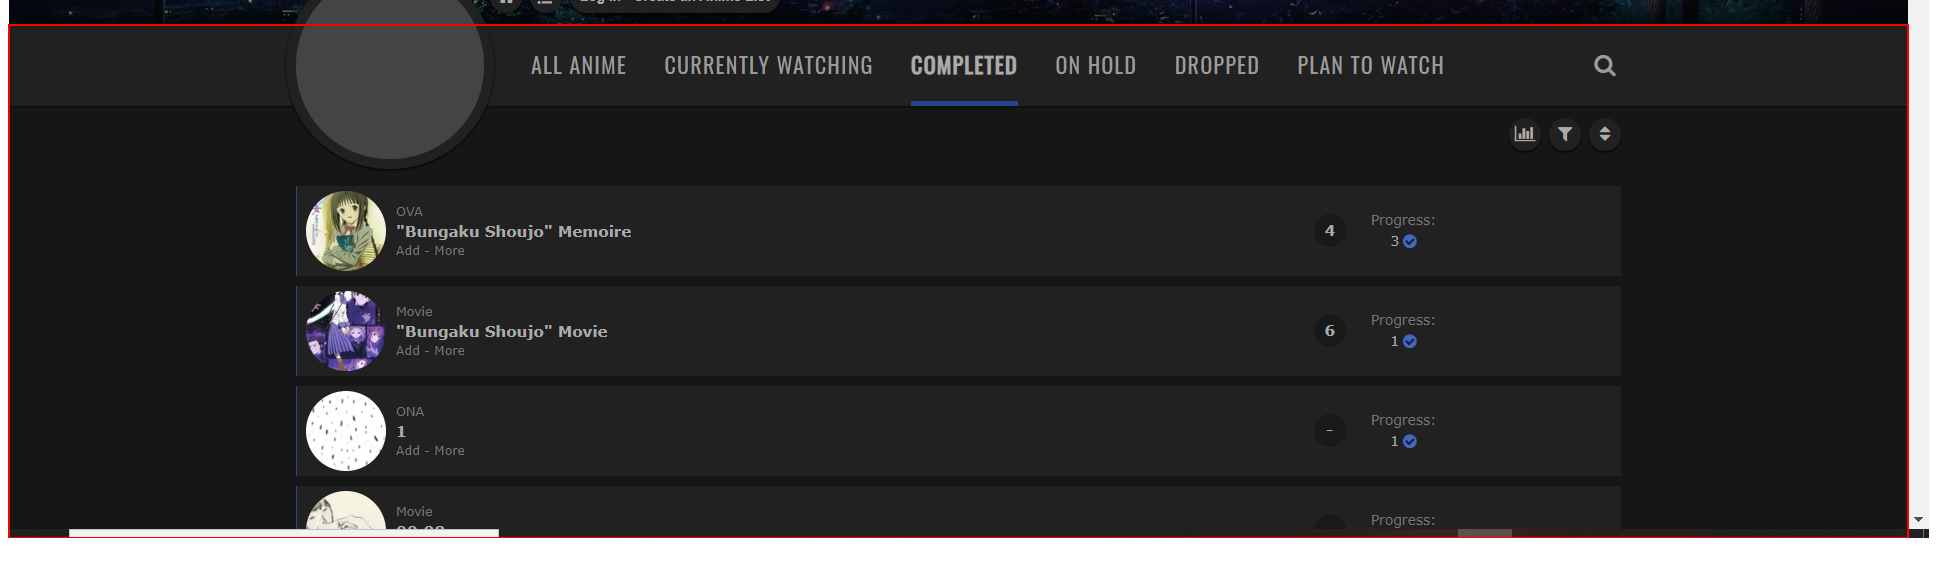 ALL ANIME CURRENTLY WATCHING COMPLETED ON HOLD DROPPED PLAN TO WATCH
OVA
"Bungaku Shoujo" Memoire
Add - More
4
Progress:
3
Movie
"Bungaku Shoujo" Movie
Add - More
6
Progress:
1
ONA
1
Add - More
-
Progress:
1
Movie
Progress: